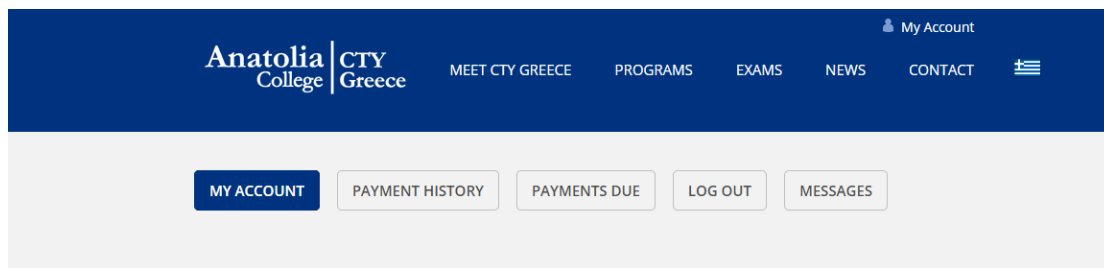 My Account
Anatolia College CTY Greece
MEET CTY GREECE PROGRAMS EXAMS NEWS CONTACT
MY ACCOUNT PAYMENT HISTORY PAYMENTS DUE LOG OUT MESSAGES